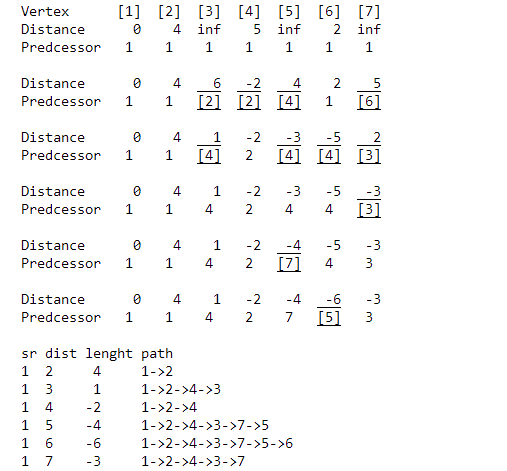 Vertex [1] [2] [3] [4] [5] [6] [7]
Distance 0 4 inf 5 inf 2 inf
Predcessor 1 1 1 1 1 1 1
Distance 0 4 6 -2 4 2 5
Predcessor 1 1 [2] [2] [4] 1 [6]
Distance 0 4 1 -2 -3 -5 2
Predcessor 1 1 [4] 2 [4] [4] [3]
Distance 0 4 1 -2 -3 -5 -3
Predcessor 1 1 4 2 4 4 [3]
Distance 0 4 1 -2 -4 -5 -3
Predcessor 1 1 4 2 [7] 4 3
Distance 0 4 1 -2 -4 -6 -3
Predcessor 1 1 4 2 7 [5] 3
sr dist lenght path
1 2 4 1->2
1 3 1 1->2->4->3
1 4 -2 1->2->4
1 5 -4 1->2->4->3->7->5
1 6 -6 1->2->4->3->7->5->6
1 7 -3 1->2->4->3->7